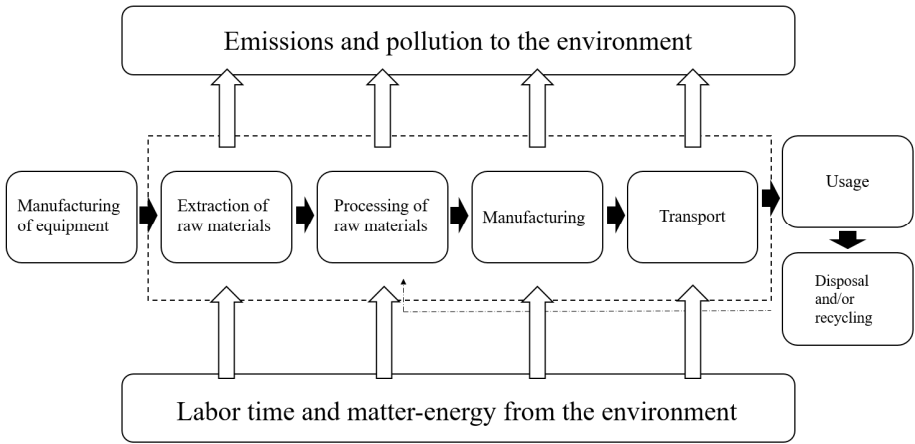 Emissions and pollution to the environment
Manufacturing
of equipment
Extraction of
raw materials
Processing of
raw materials
Manufacturing
Transport
Usage
Disposal
and/or
recycling
Labor time and matter-energy from the environment